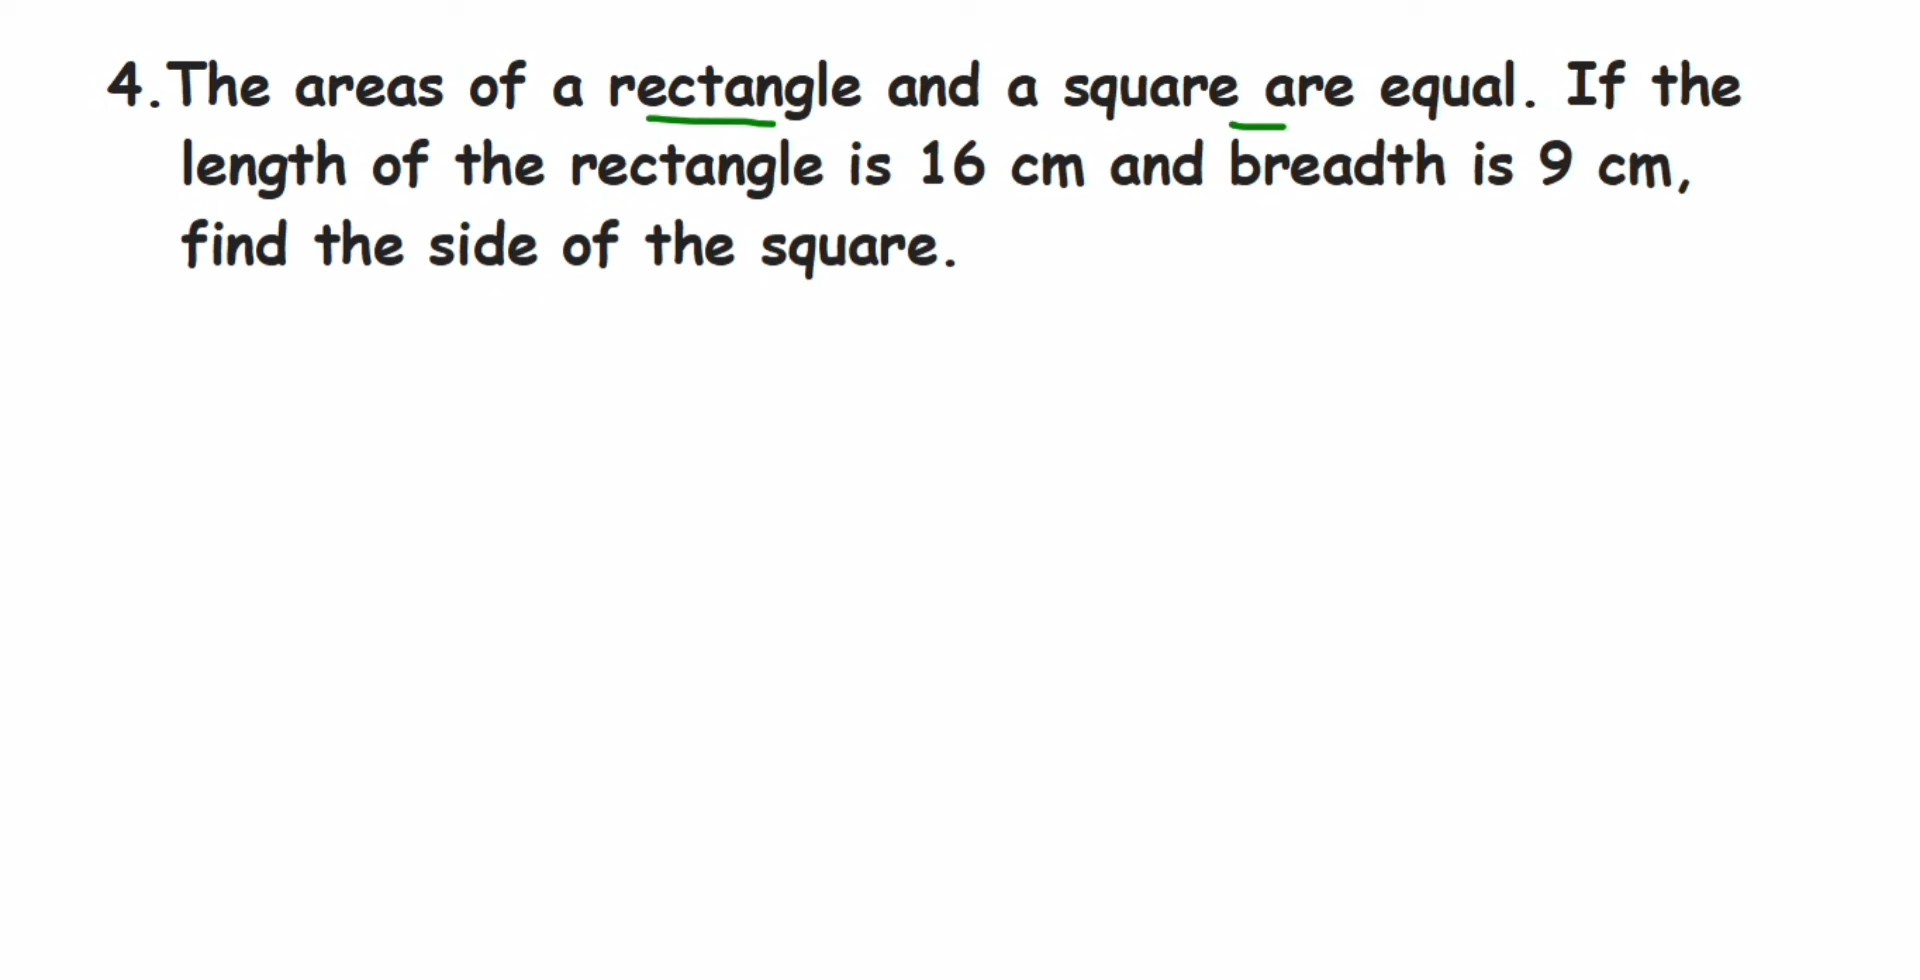 4.The areas of a rectangle and a square are equal. If the
length of the rectangle is 16 cm and breadth is 9 cm,
find the side of the square.